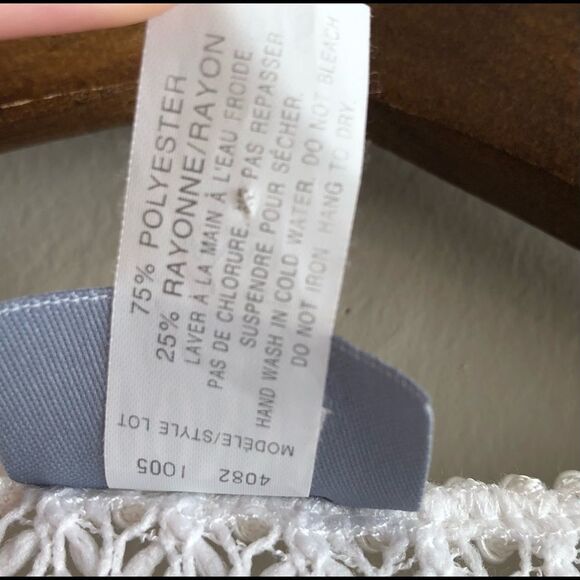 75% POLYESTER
25% RAYONNE/RAYON
LAVER À LA MAIN À L'EAU FROIDE
PAS DE CHLORURE. PAS REPASSER.
SUSPENDRE POUR SÉCHER.
HAND WASH IN COLD WATER. DO NOT BLEACH
DO NOT IRON HANG TO DRY.
MODÈLE/STYLE LOT
4082 1005